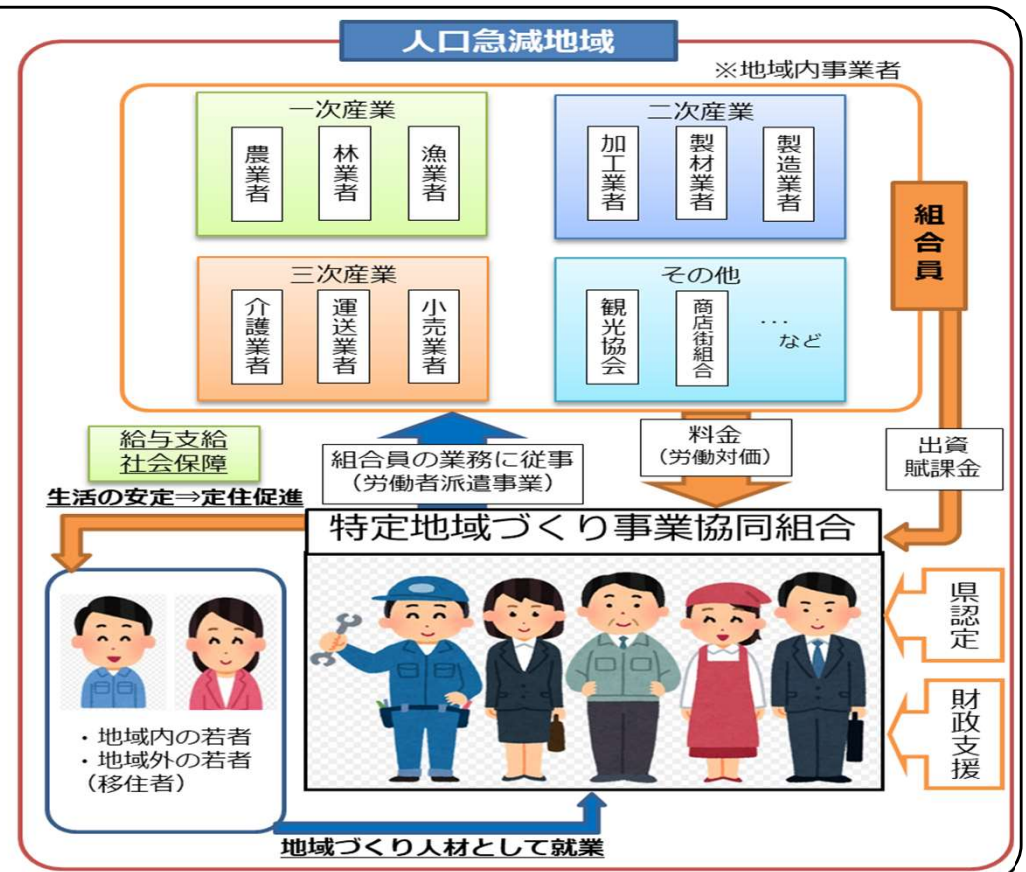 人口急減地域
※地域内事業者
一次産業
農業者
林業者
漁業者
二次産業
加工業者
製材業者
製造業者
三次産業
介護業者
運送業者
小売業者
その他
観光協会
商店街組合
…
など
組合員
給与支給
社会保障
生活の安定⇒定住促進
組合員の業務に従事
（労働者派遣事業）
料金
（労働対価）
出資
賦課金
特定地域づくり事業協同組合
県認定
財政支援
・地域内の若者
・地域外の若者
（移住者）
地域づくり人材として就業